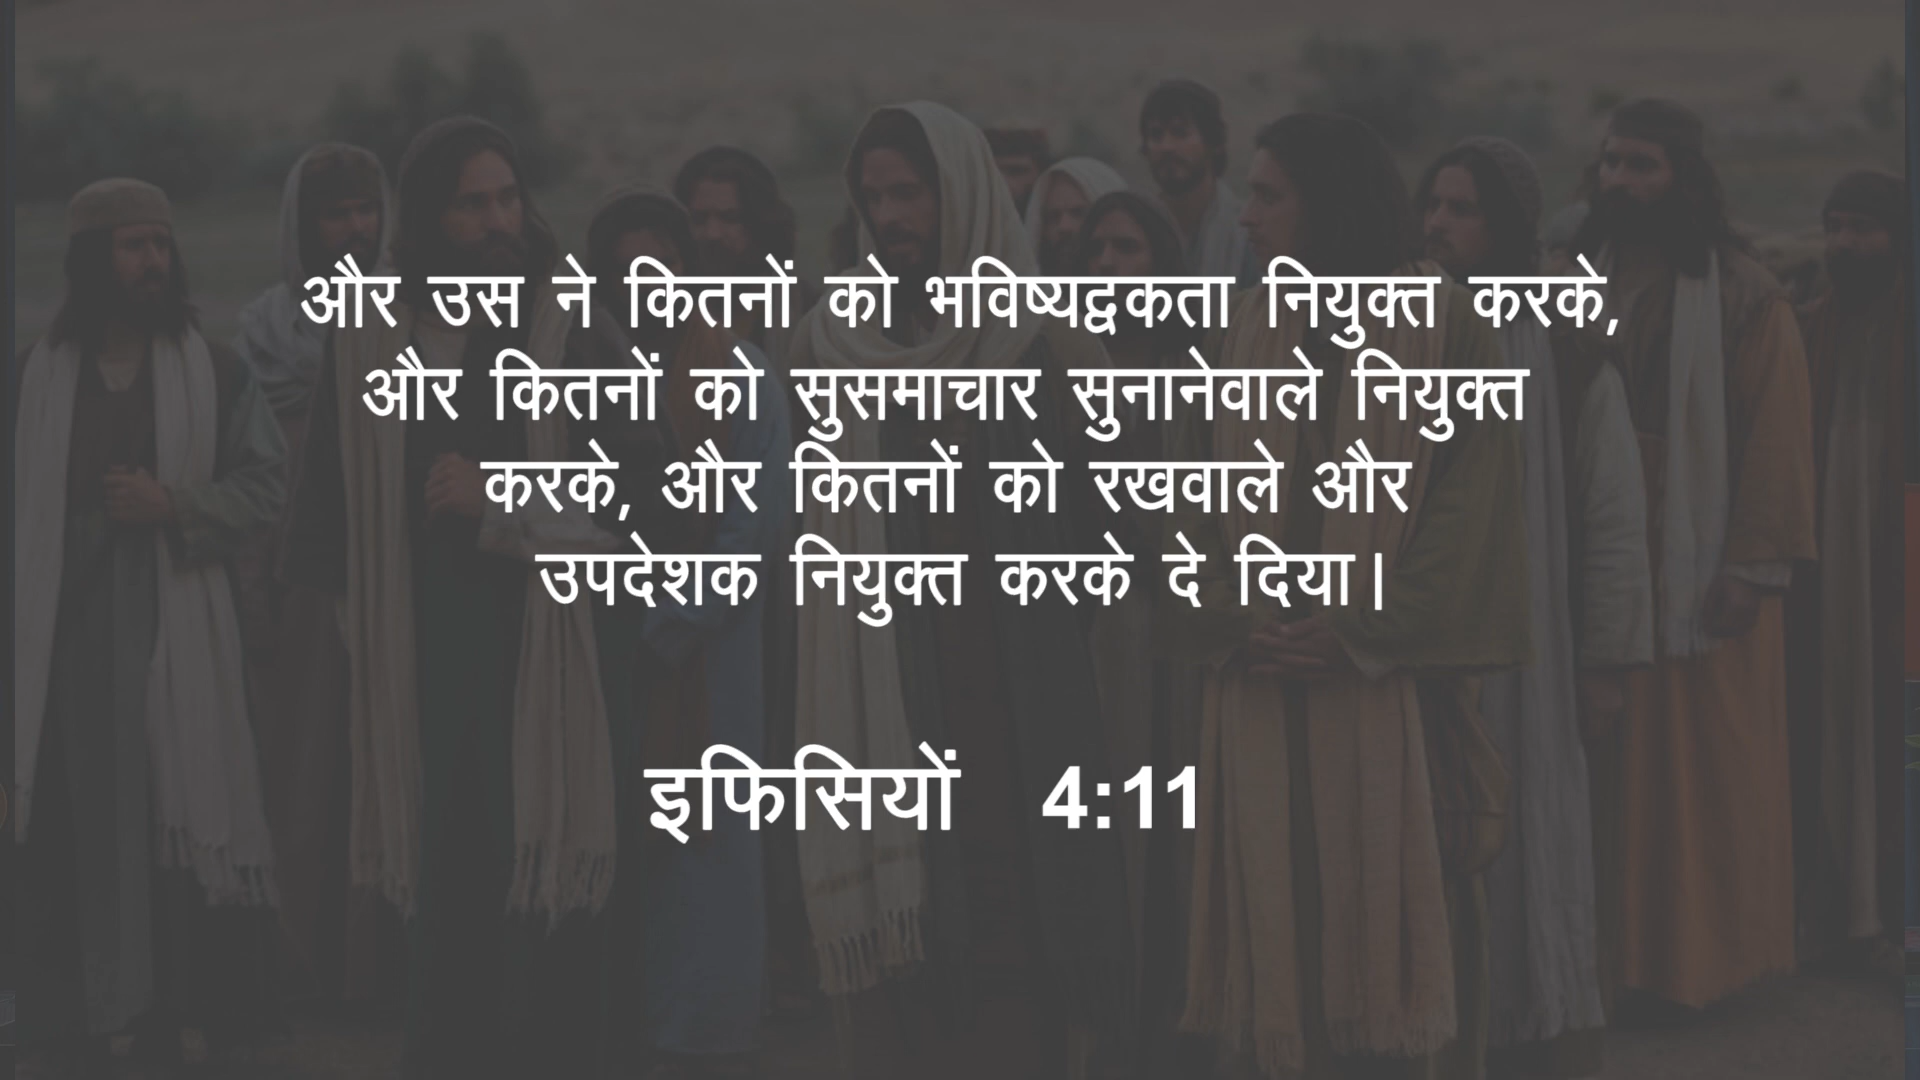 और उस ने कितनों को भविष्यद्वकता नियुक्त करके,
और कितनों को सुसमाचार सुनानेवाले नियुक्त
करके, और कितनों को रखवाले और
उपदेशक नियुक्त करके दे दिया।
इफिसियों 4:11